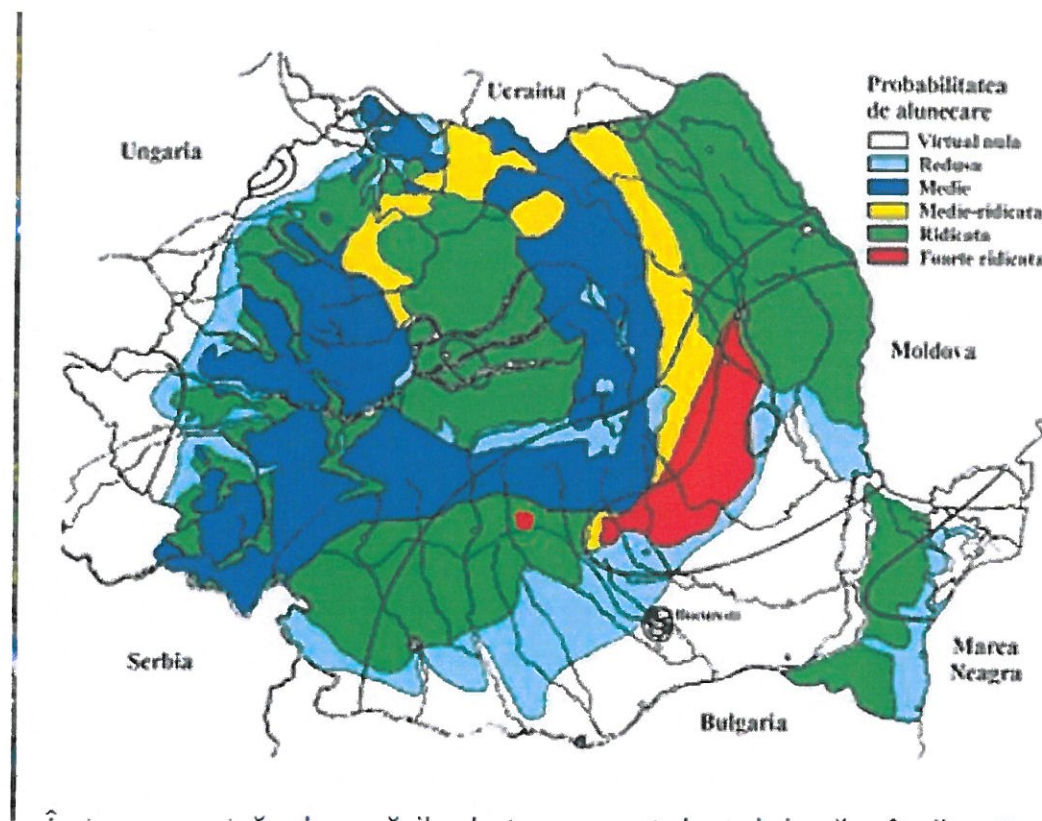 Ucraina
Probabilitatea
de alunecare
Virtual nula
Redusa
Medie
Medie-ridicata
Ridicata
Foarte ridicata
Ungaria
Moldova
Bucuresti
Serbia
Marea
Neagra
Bulgaria